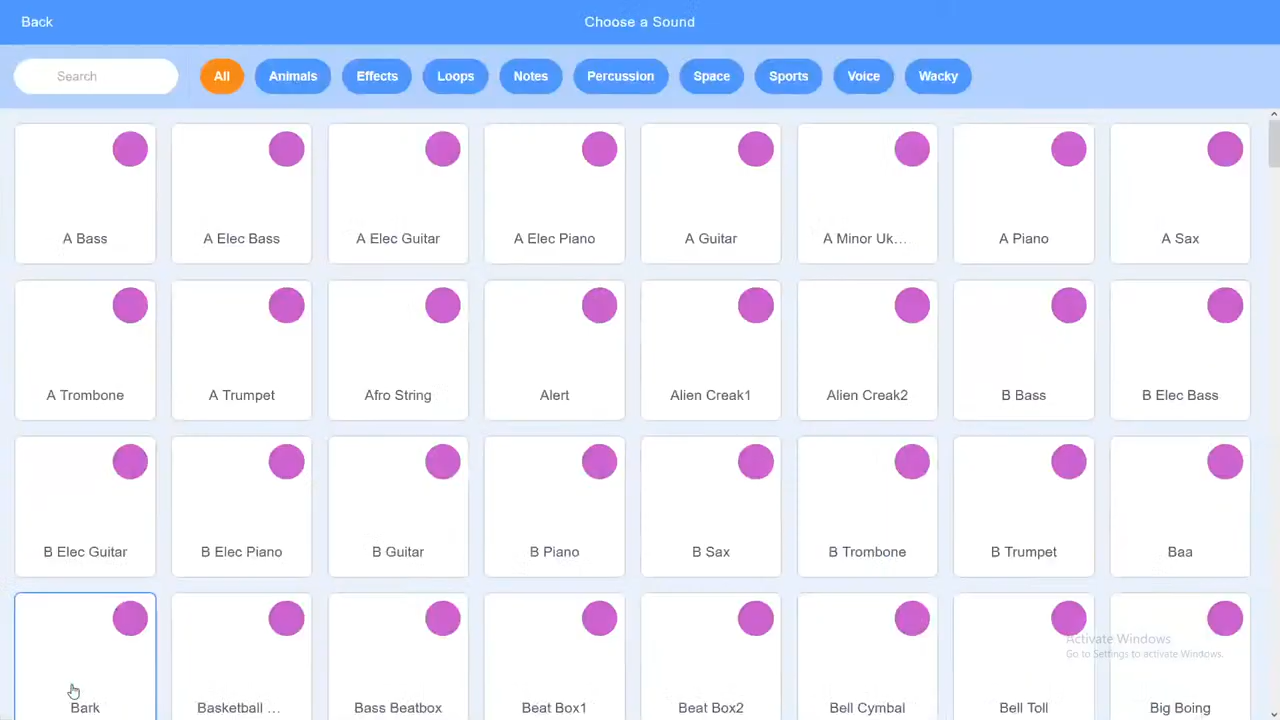 Back
Choose a Sound
Search
All
Animals
Effects
Loops
Notes
Percussion
Space
Sports
Voice
Wacky
A Bass
A Elec Bass
A Elec Guitar
A Elec Piano
A Guitar
A Minor Uk…
A Piano
A Sax
A Trombone
A Trumpet
Afro String
Alert
Alien Creak1
Alien Creak2
B Bass
B Elec Bass
B Elec Guitar
B Elec Piano
B Guitar
B Piano
B Sax
B Trombone
B Trumpet
Baa
Bark
Basketball …
Bass Beatbox
Beat Box1
Beat Box2
Bell Cymbal
Bell Toll
Big Boing
Activate Windows
Go to Settings to activate Windows.